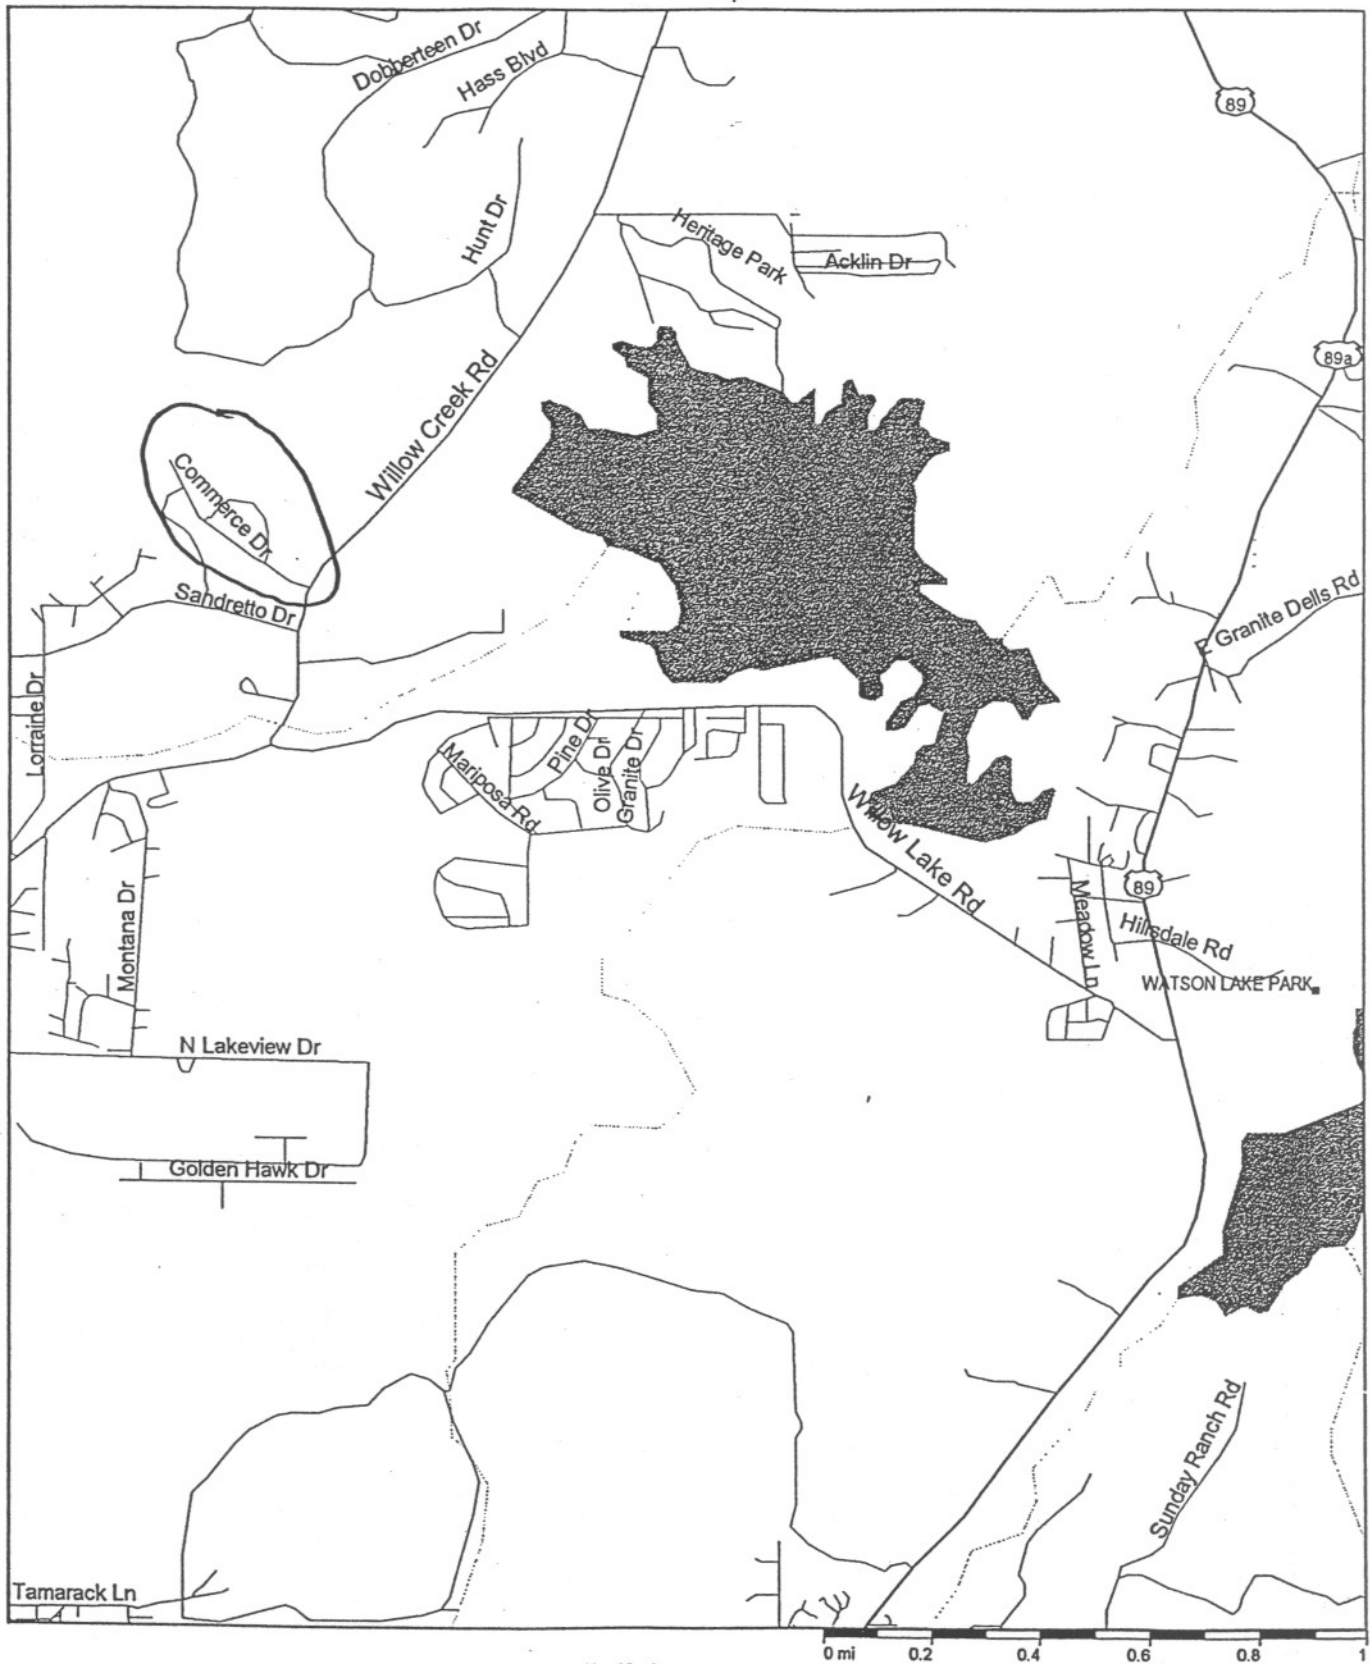 Dobberteen Dr
Hass Blvd
89
Hunt Dr
Heritage Park
Acklin Dr
89a
Willow Creek Rd
Commerce Dr
Sandretto Dr
E Granite Dells Rd
Lorraine Dr
Pine Dr
Olive Dr
Granite Dr
Mariposa Rd
Willow Lake Rd
89
Montana Dr
Meadow Ln
Hillsdale Rd
WATSON LAKE PARK
N Lakeview Dr
Golden Hawk Dr
Sunday Ranch Rd
Tamarack Ln
0 mi 0.2 0.4 0.6 0.8 1